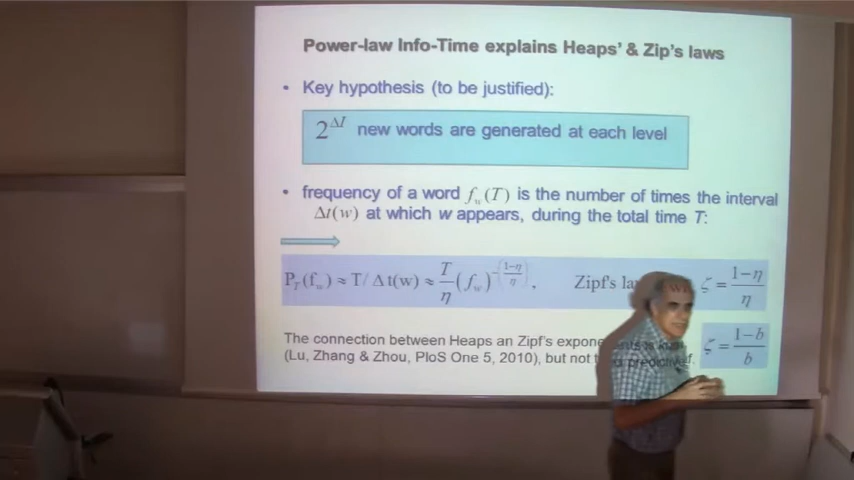 Power-law Info-Time explains Heaps' & Zip's laws
• Key hypothesis (to be justified):
2^ΔI new words are generated at each level
• frequency of a word f_w(T) is the number of times the interval
Δt(w) at which w appears, during the total time T:
P_T(f_w) ≈ T/Δt(w) ≈ T/η (f_w)^-((1-η)/η), Zipf's la ζ = (1-η)/η
The connection between Heaps an Zipf's expone ζ = (1-b)/b
(Lu, Zhang & Zhou, PloS One 5, 2010), but not